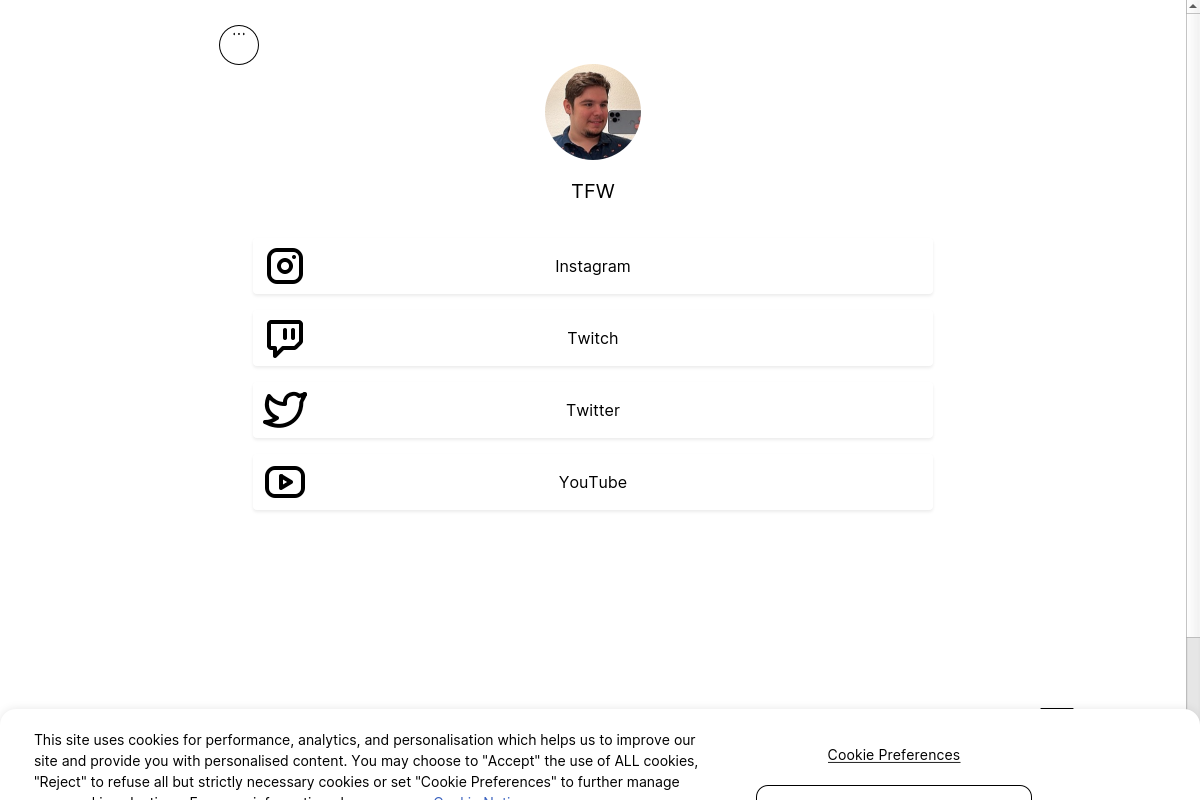 ...
TFW
Instagram
Twitch
Twitter
YouTube
This site uses cookies for performance, analytics, and personalisation which helps us to improve our
site and provide you with personalised content. You may choose to "Accept" the use of ALL cookies,
"Reject" to refuse all but strictly necessary cookies or set "Cookie Preferences" to further manage
Cookie Preferences